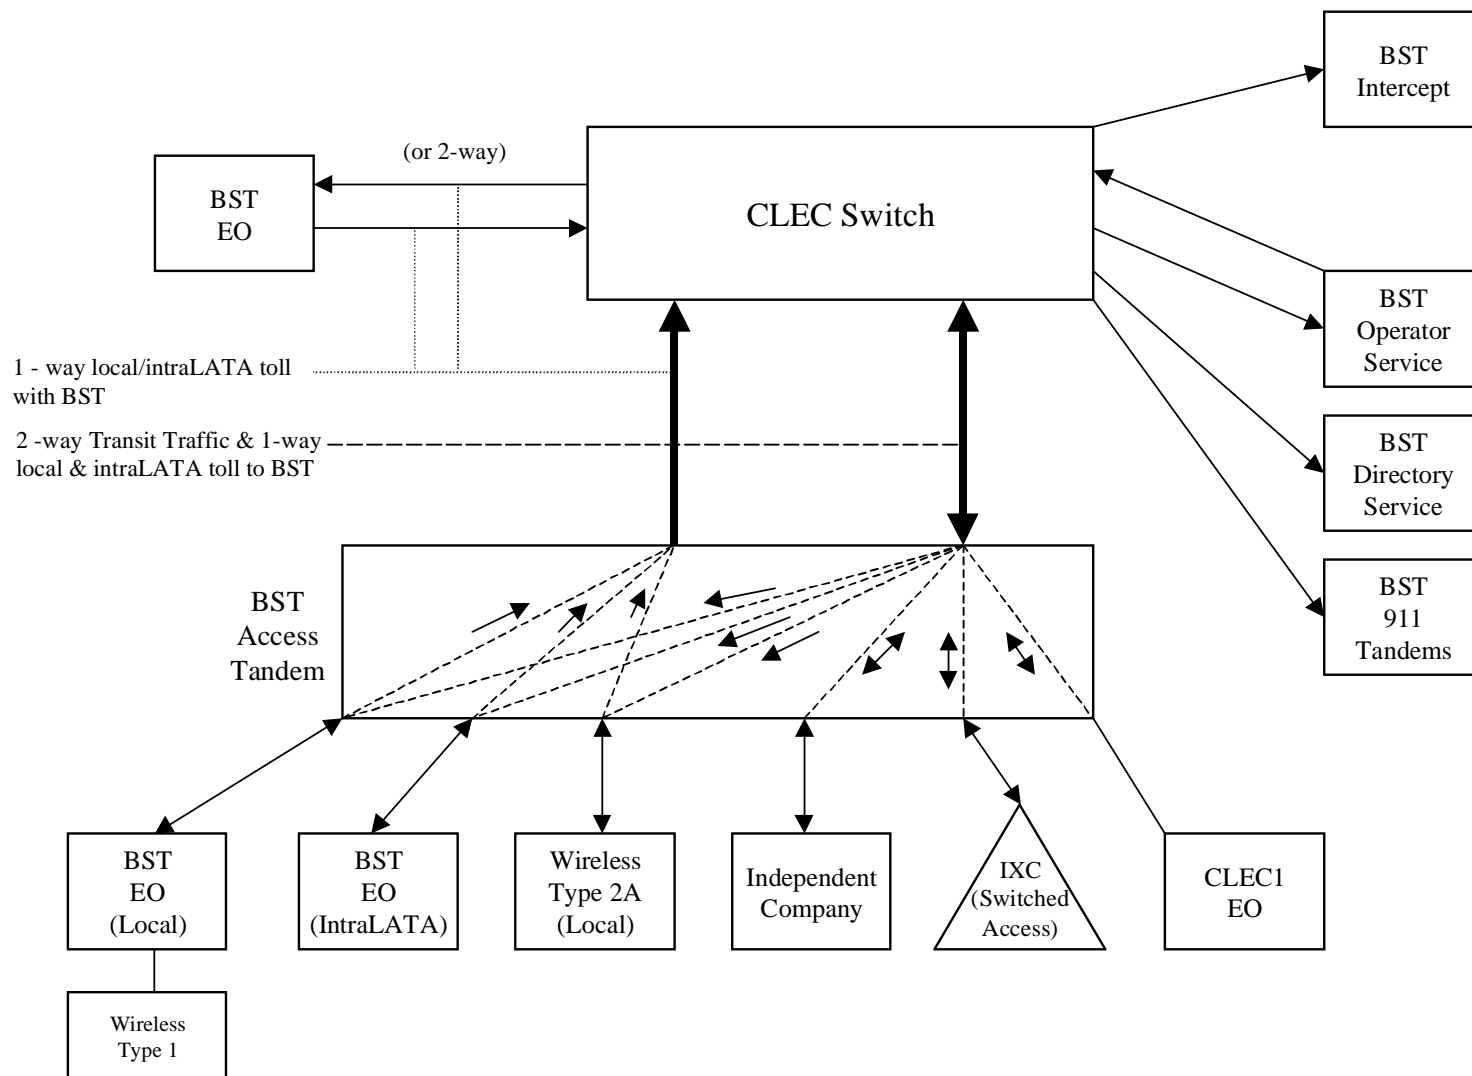 BST
Intercept
(or 2-way)
BST
EO
CLEC Switch
BST
Operator
Service
1 - way local/intraLATA toll
with BST
2 -way Transit Traffic & 1-way
local & intraLATA toll to BST
BST
Directory
Service
BST
911
Tandems
BST
Access
Tandem
BST
EO
(Local)
BST
EO
(IntraLATA)
Wireless
Type 2A
(Local)
Independent
Company
IXC
(Switched
Access)
CLEC1
EO
Wireless
Type 1